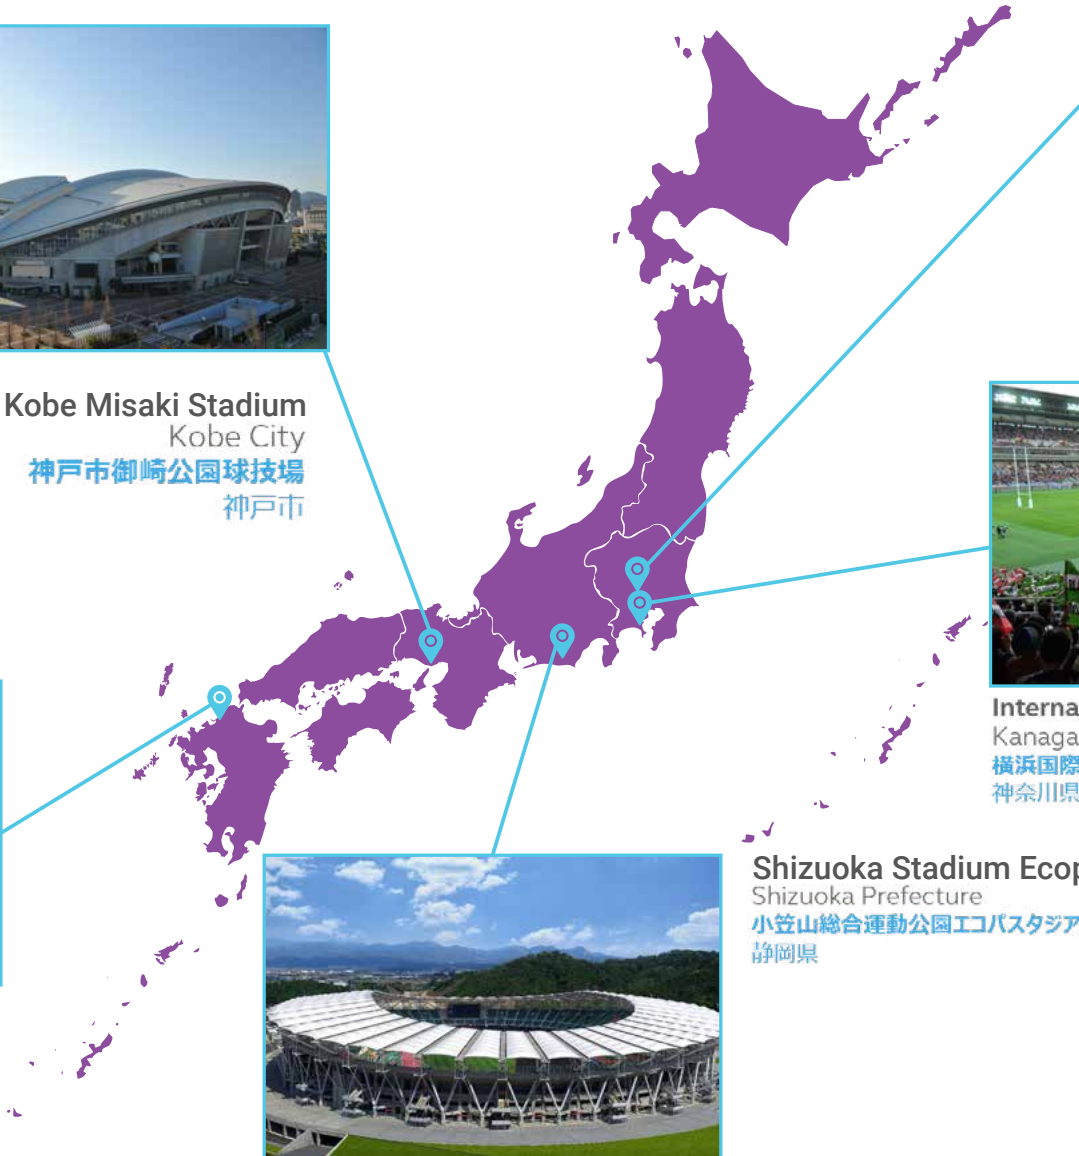 Kobe Misaki Stadium
Kobe City
神戸市御崎公園球技場
神戸市
Interna
Kanaga
横浜国際
神奈川県
Shizuoka Stadium Ecop
Shizuoka Prefecture
小笠山総合運動公園エコパスタジア
静岡県